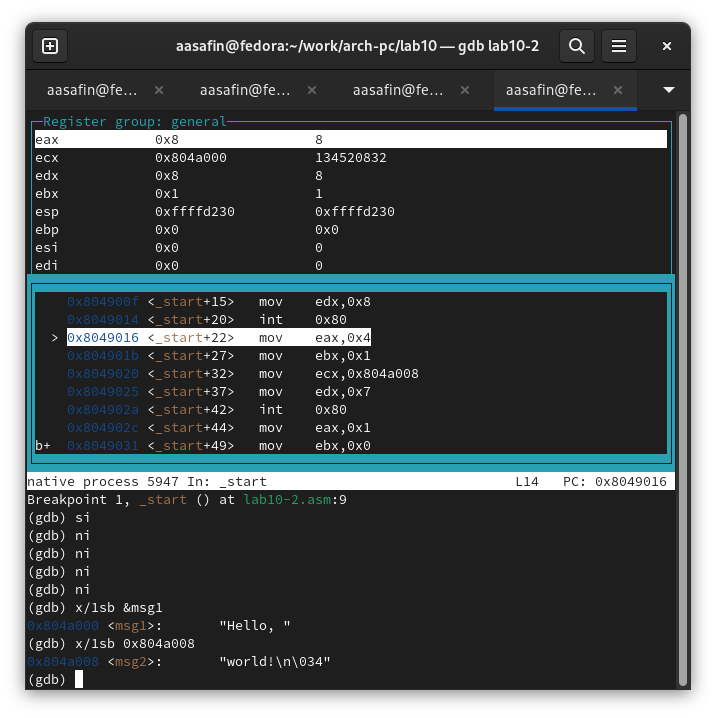 aasafin@fedora:~/work/arch-pc/lab10 — gdb lab10-2
aasafin@fe... × aasafin@fe... × aasafin@fe... × aasafin@fe... ×
Register group: general
eax 0x8 8
ecx 0x804a000 134520832
edx 0x8 8
ebx 0x1 1
esp 0xffffd230 0xffffd230
ebp 0x0 0x0
esi 0x0 0
edi 0x0 0
0x804900f <_start+15> mov edx,0x8
0x8049014 <_start+20> int 0x80
> 0x8049016 <_start+22> mov eax,0x4
0x804901b <_start+27> mov ebx,0x1
0x8049020 <_start+32> mov ecx,0x804a008
0x8049025 <_start+37> mov edx,0x7
0x804902a <_start+42> int 0x80
0x804902c <_start+44> mov eax,0x1
b+ 0x8049031 <_start+49> mov ebx,0x0
native process 5947 In: _start L14 PC: 0x8049016
Breakpoint 1, _start () at lab10-2.asm:9
(gdb) si
(gdb) ni
(gdb) ni
(gdb) ni
(gdb) ni
(gdb) x/1sb &msg1
0x804a000 <msg1>: "Hello, "
(gdb) x/1sb 0x804a008
0x804a008 <msg2>: "world!\n\034"
(gdb)